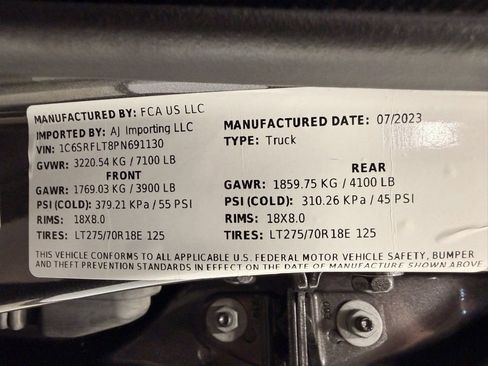 MANUFACTURED BY: FCA US LLC
IMPORTED BY: AJ Importing LLC
VIN: 1C6SRFLT8PN691130
GVWR: 3220.54 KG / 7100 LB
MANUFACTURED DATE: 07/2023
TYPE: Truck
FRONT
GAWR: 1769.03 KG / 3900 LB
PSI (COLD): 379.21 KPa / 55 PSI
RIMS: 18X8.0
TIRES: LT275/70R18E 125
REAR
GAWR: 1859.75 KG / 4100 LB
PSI (COLD): 310.26 KPa / 45 PSI
RIMS: 18X8.0
TIRES: LT275/70R18E 125
THIS VEHICLE CONFORMS TO ALL APPLICABLE U.S. FEDERAL MOTOR VEHICLE SAFETY, BUMPER
AND THEFT PREVENTION STANDARDS IN EFFECT ON THE DATE OF MANUFACTURE SHOWN ABOVE